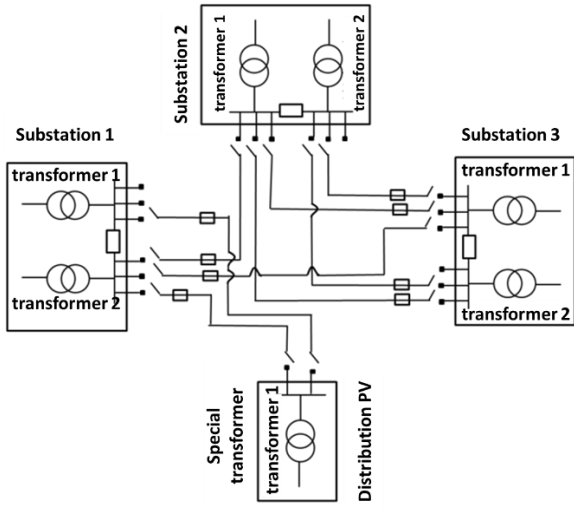 Substation 2
transformer 1
transformer 2
Substation 1
transformer 1
transformer 2
Substation 3
transformer 1
transformer 2
Special
transformer
transformer 1
Distribution PV